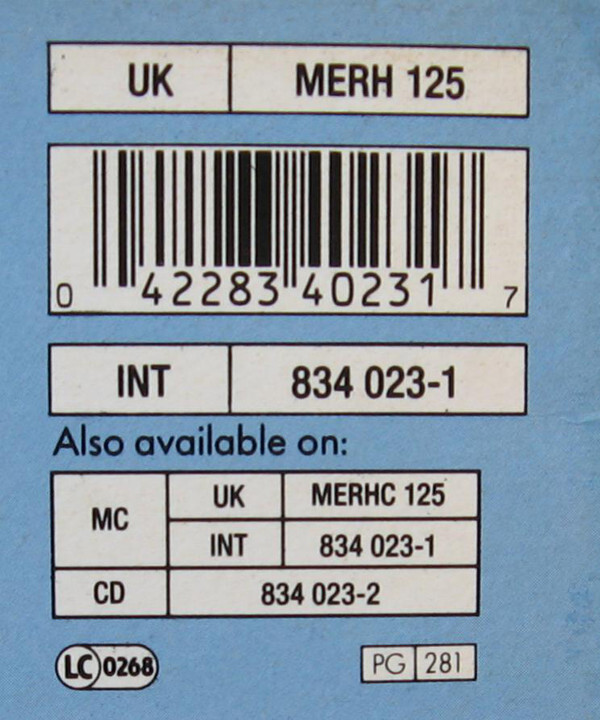 UK MERH 125
0 42283 40231 7
INT 834 023-1
Also available on:
MC UK MERHC 125
INT 834 023-1
CD 834 023-2
LC 0268 PG 281